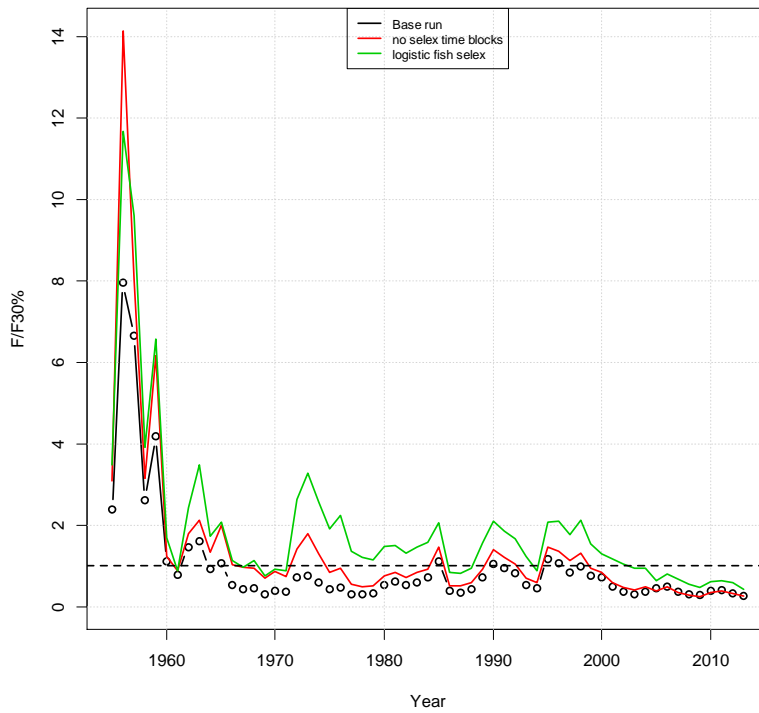 Base run
no selex time blocks
logistic fish selex
F/F30%
14
12
10
8
6
4
2
0
1960 1970 1980 1990 2000 2010
Year